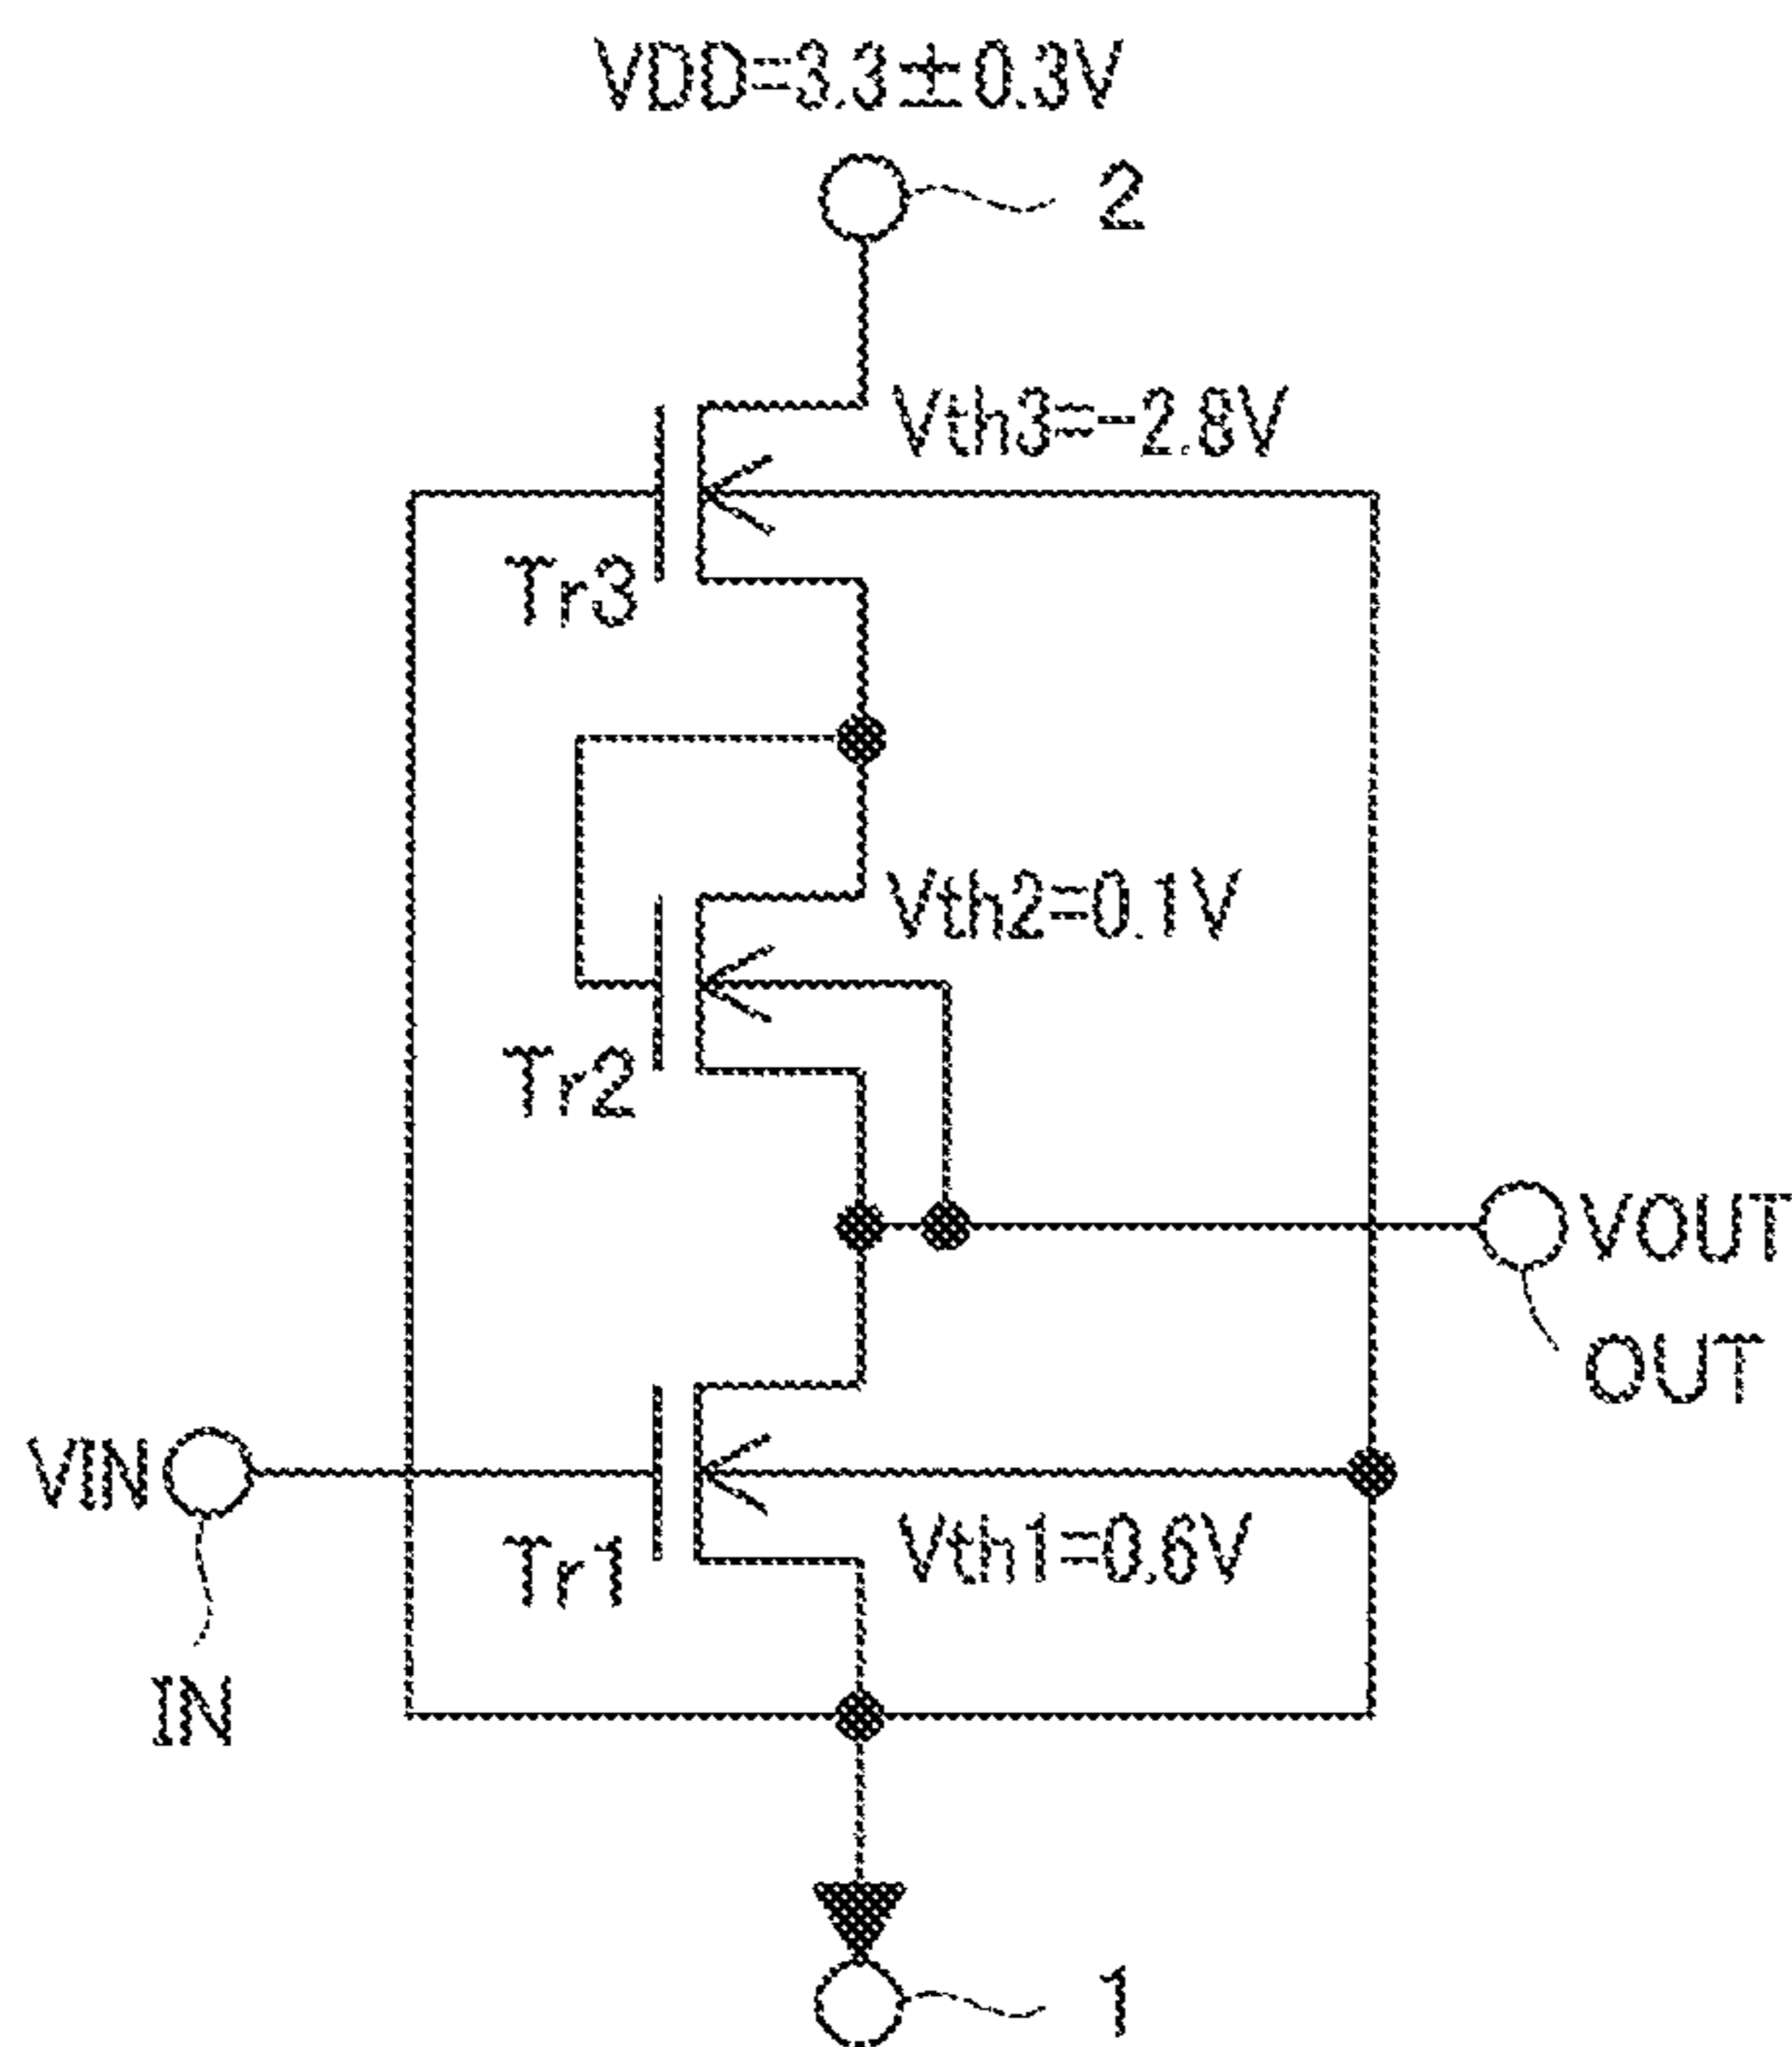 VDD=3.3±0.3V
2
Vth3=-2.8V
Tr3
Vth2=0.1V
Tr2
VOUT
OUT
VIN
Vth1=0.6V
Tr1
IN
1